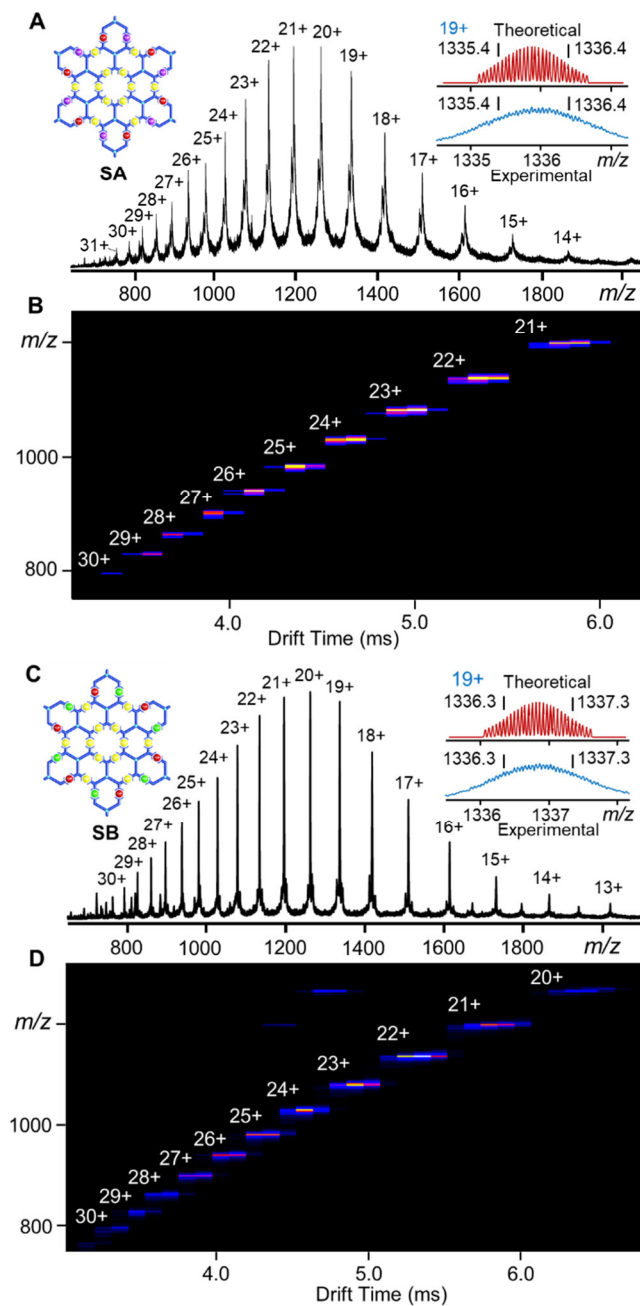 A
19+
Theoretical
1335.4 1336.4
1335.4 1336.4
1335 1336 m/z
Experimental
SA
31+ 30+ 29+ 28+ 27+ 26+ 25+ 24+ 23+ 22+ 21+ 20+ 19+ 18+ 17+ 16+ 15+ 14+
800 1000 1200 1400 1600 1800 m/z
B
m/z
1000
800
30+ 29+ 28+ 27+ 26+ 25+ 24+ 23+ 22+ 21+
4.0 5.0 6.0
Drift Time (ms)
C
19+
Theoretical
1336.3 1337.3
1336.3 1337.3
1336 1337 m/z
Experimental
SB
30+ 29+ 28+ 27+ 26+ 25+ 24+ 23+ 22+ 21+ 20+ 19+ 18+ 17+ 16+ 15+ 14+ 13+
800 1000 1200 1400 1600 1800 m/z
D
m/z
1000
800
30+ 29+ 28+ 27+ 26+ 25+ 24+ 23+ 22+ 21+ 20+
4.0 5.0 6.0
Drift Time (ms)